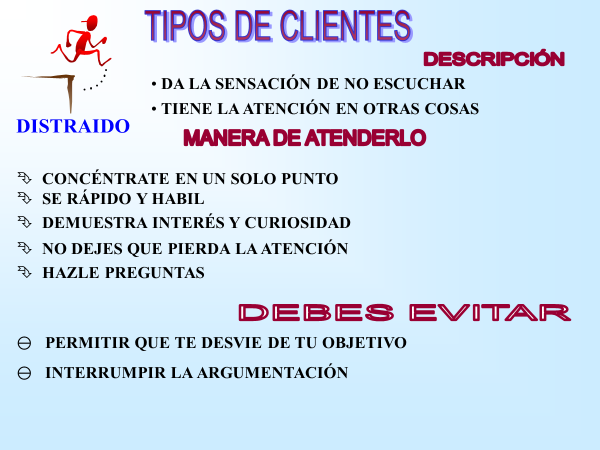 TIPOS DE CLIENTES
DESCRIPCIÓN
• DA LA SENSACIÓN DE NO ESCUCHAR
• TIENE LA ATENCIÓN EN OTRAS COSAS
DISTRAIDO
MANERA DE ATENDERLO
CONCÉNTRATE EN UN SOLO PUNTO
SE RÁPIDO Y HABIL
DEMUESTRA INTERÉS Y CURIOSIDAD
NO DEJES QUE PIERDA LA ATENCIÓN
HAZLE PREGUNTAS
DEBES EVITAR
PERMITIR QUE TE DESVIE DE TU OBJETIVO
INTERRUMPIR LA ARGUMENTACIÓN